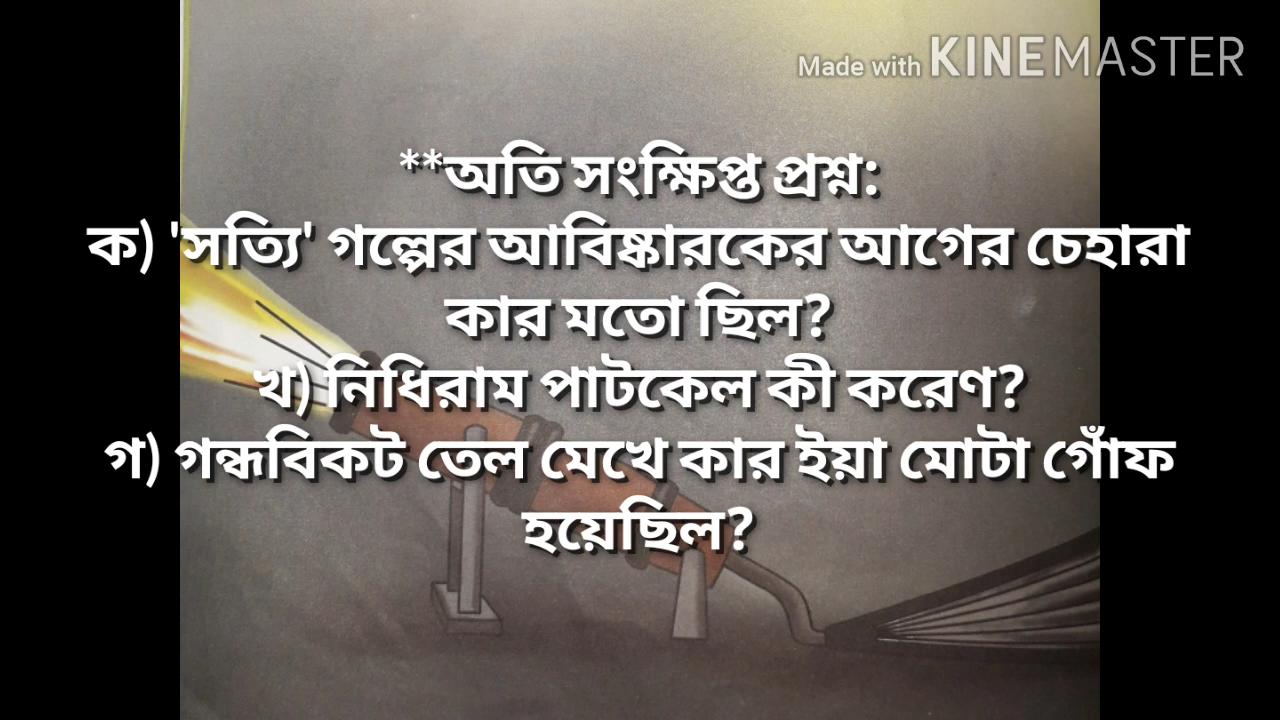 Made with KINEMASTER
**অতি সংক্ষিপ্ত প্রশ্ন:
ক) 'সত্যি' গল্পের আবিষ্কারকের আগের চেহারা
কার মতো ছিল?
খ) নিধিরাম পাটকেল কী করেণ?
গ) গন্ধবিকট তেল মেখে কার ইয়া মোটা গোঁফ
হয়েছিল?